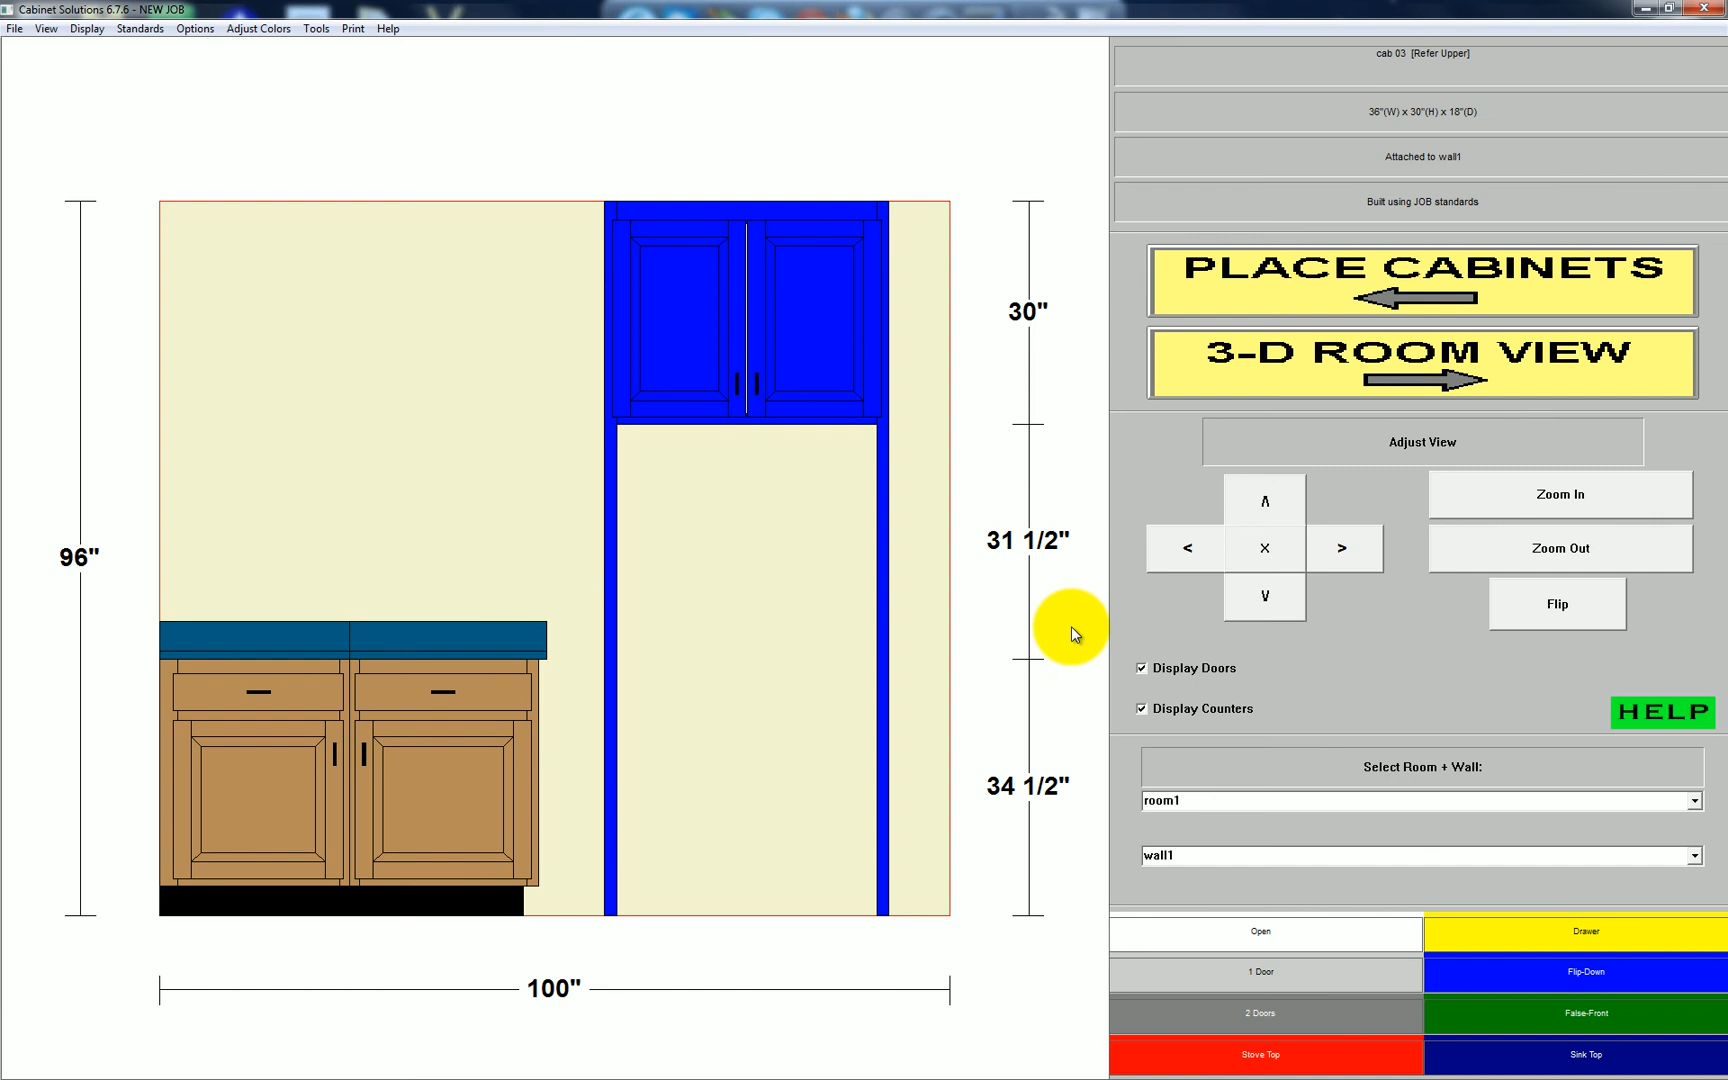 Cabinet Solutions 6.7.6 - NEW JOB
File View Display Standards Options Adjust Colors Tools Print Help
cab 03 [Refer Upper]
36"(W) x 30"(H) x 18"(D)
Attached to wall1
Built using JOB standards
PLACE CABINETS
3-D ROOM VIEW
Adjust View
Λ
< X >
V
Zoom In
Zoom Out
Flip
Display Doors
Display Counters
HELP
Select Room + Wall:
room1
wall1
Open Drawer
1 Door Flip-Down
2 Doors False-Front
Stove Top Sink Top
96"
30"
31 1/2"
34 1/2"
100"